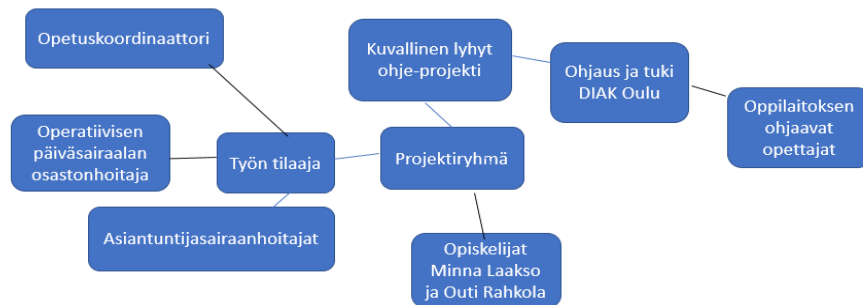 Opetuskoordinaattori
Kuvallinen lyhyt
ohje-projekti
Ohjaus ja tuki
DIAK Oulu
Oppilaitoksen
ohjaavat
opettajat
Operatiivisen
päiväsairaalan
osastonhoitaja
Työn tilaaja
Projektiryhmä
Asiantuntijasairaanhoitajat
Opiskelijat
Minna Laakso
ja Outi Rahkola